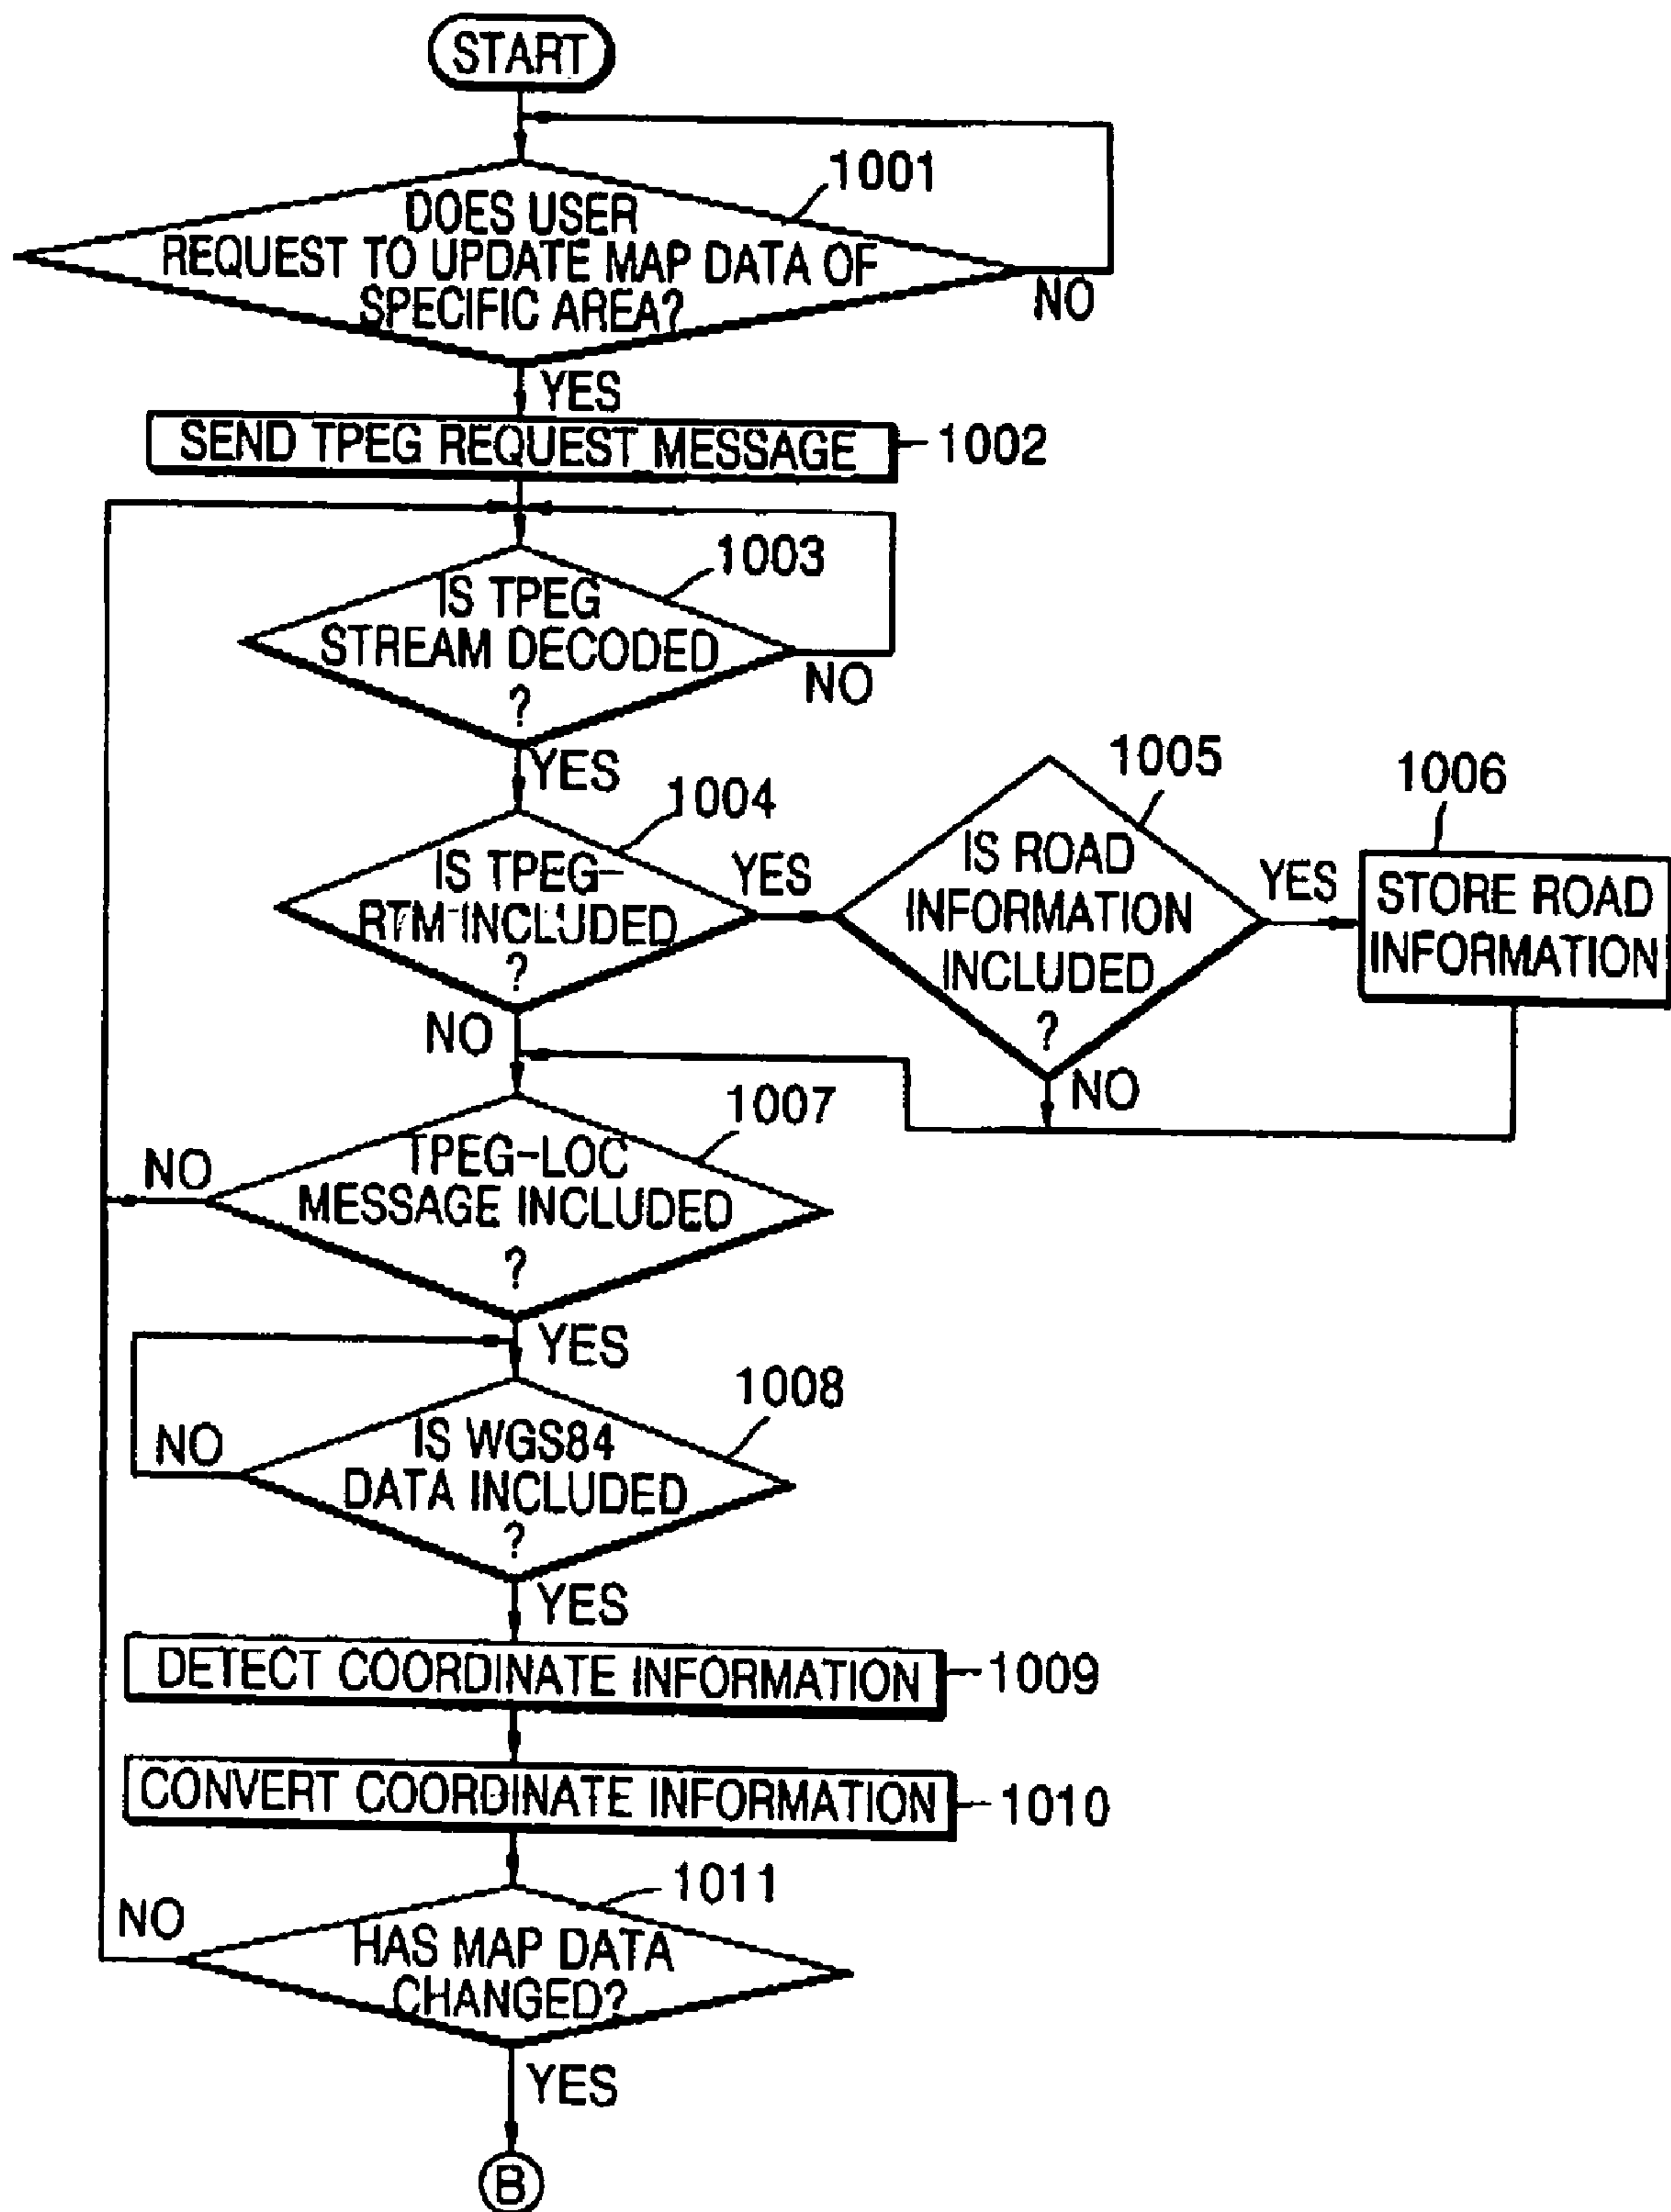 START
1001
DOES USER
REQUEST TO UPDATE MAP DATA OF
SPECIFIC AREA?
NO
YES
SEND TPEG REQUEST MESSAGE
1002
1003
IS TPEG
STREAM DECODED
?
NO
YES
1004
IS TPEG-
RTM INCLUDED
?
YES
NO
1005
IS ROAD
INFORMATION
INCLUDED
?
YES
NO
1006
STORE ROAD
INFORMATION
1007
TPEG-LOC
MESSAGE INCLUDED
?
NO
YES
1008
IS WGS84
DATA INCLUDED
?
NO
YES
DETECT COORDINATE INFORMATION
1009
CONVERT COORDINATE INFORMATION
1010
1011
HAS MAP DATA
CHANGED?
NO
YES
B